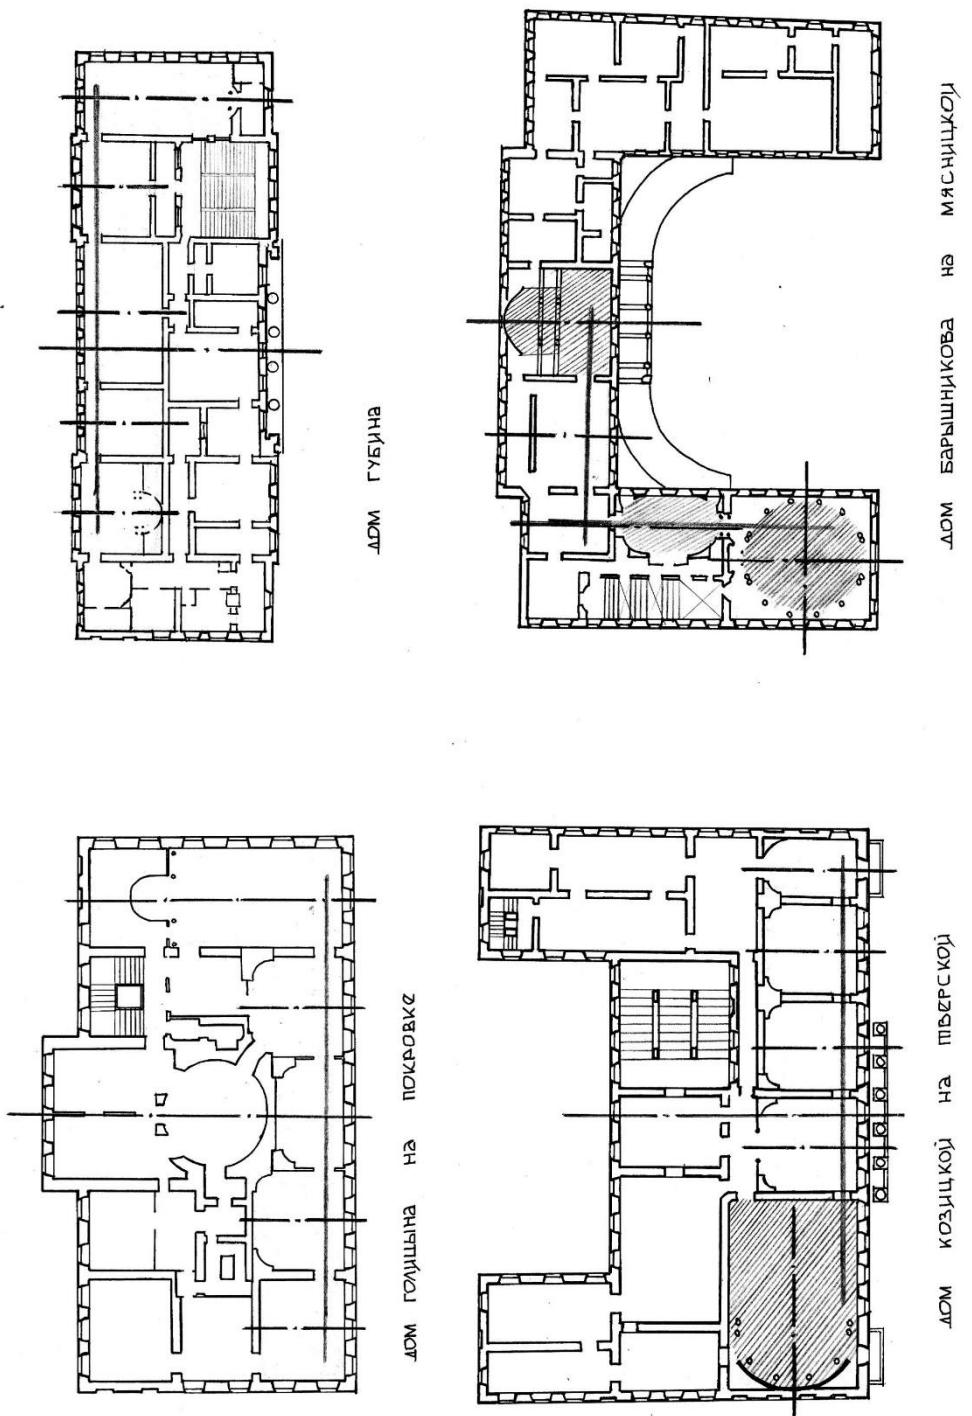 дом губина
дом барышникова на мясницкой
дом голицына на покровке
дом козицкой на тверской